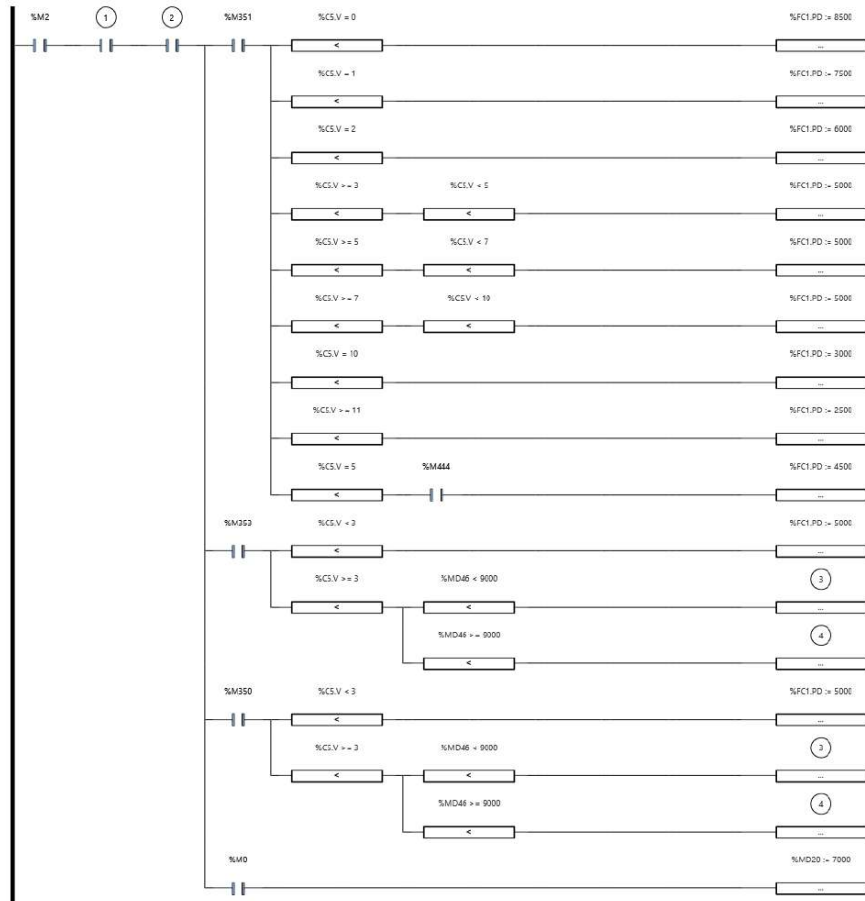 %M2 1 2 %M351 %C5.V = 0 %FC1.PD := 8500
<
...
%C5.V = 1 %FC1.PD := 7500
<
...
%C5.V = 2 %FC1.PD := 6000
<
...
%C5.V >= 3 %C5.V < 5 %FC1.PD := 5000
< <
...
%C5.V >= 5 %C5.V < 7 %FC1.PD := 5000
< <
...
%C5.V >= 7 %C5.V < 10 %FC1.PD := 5000
< <
...
%C5.V = 10 %FC1.PD := 3000
<
...
%C5.V >= 11 %FC1.PD := 2500
<
...
%C5.V = 5 %M444 %FC1.PD := 4500
<
...
%M353 %C5.V < 3 %FC1.PD := 5000
<
...
%C5.V >= 3 %MD46 < 9000 3
< <
...
%MD46 >= 9000 4
<
...
%M350 %C5.V < 3 %FC1.PD := 5000
<
...
%C5.V >= 3 %MD46 < 9000 3
< <
...
%MD46 >= 9000 4
<
...
%M0 %MD20 := 7000
...